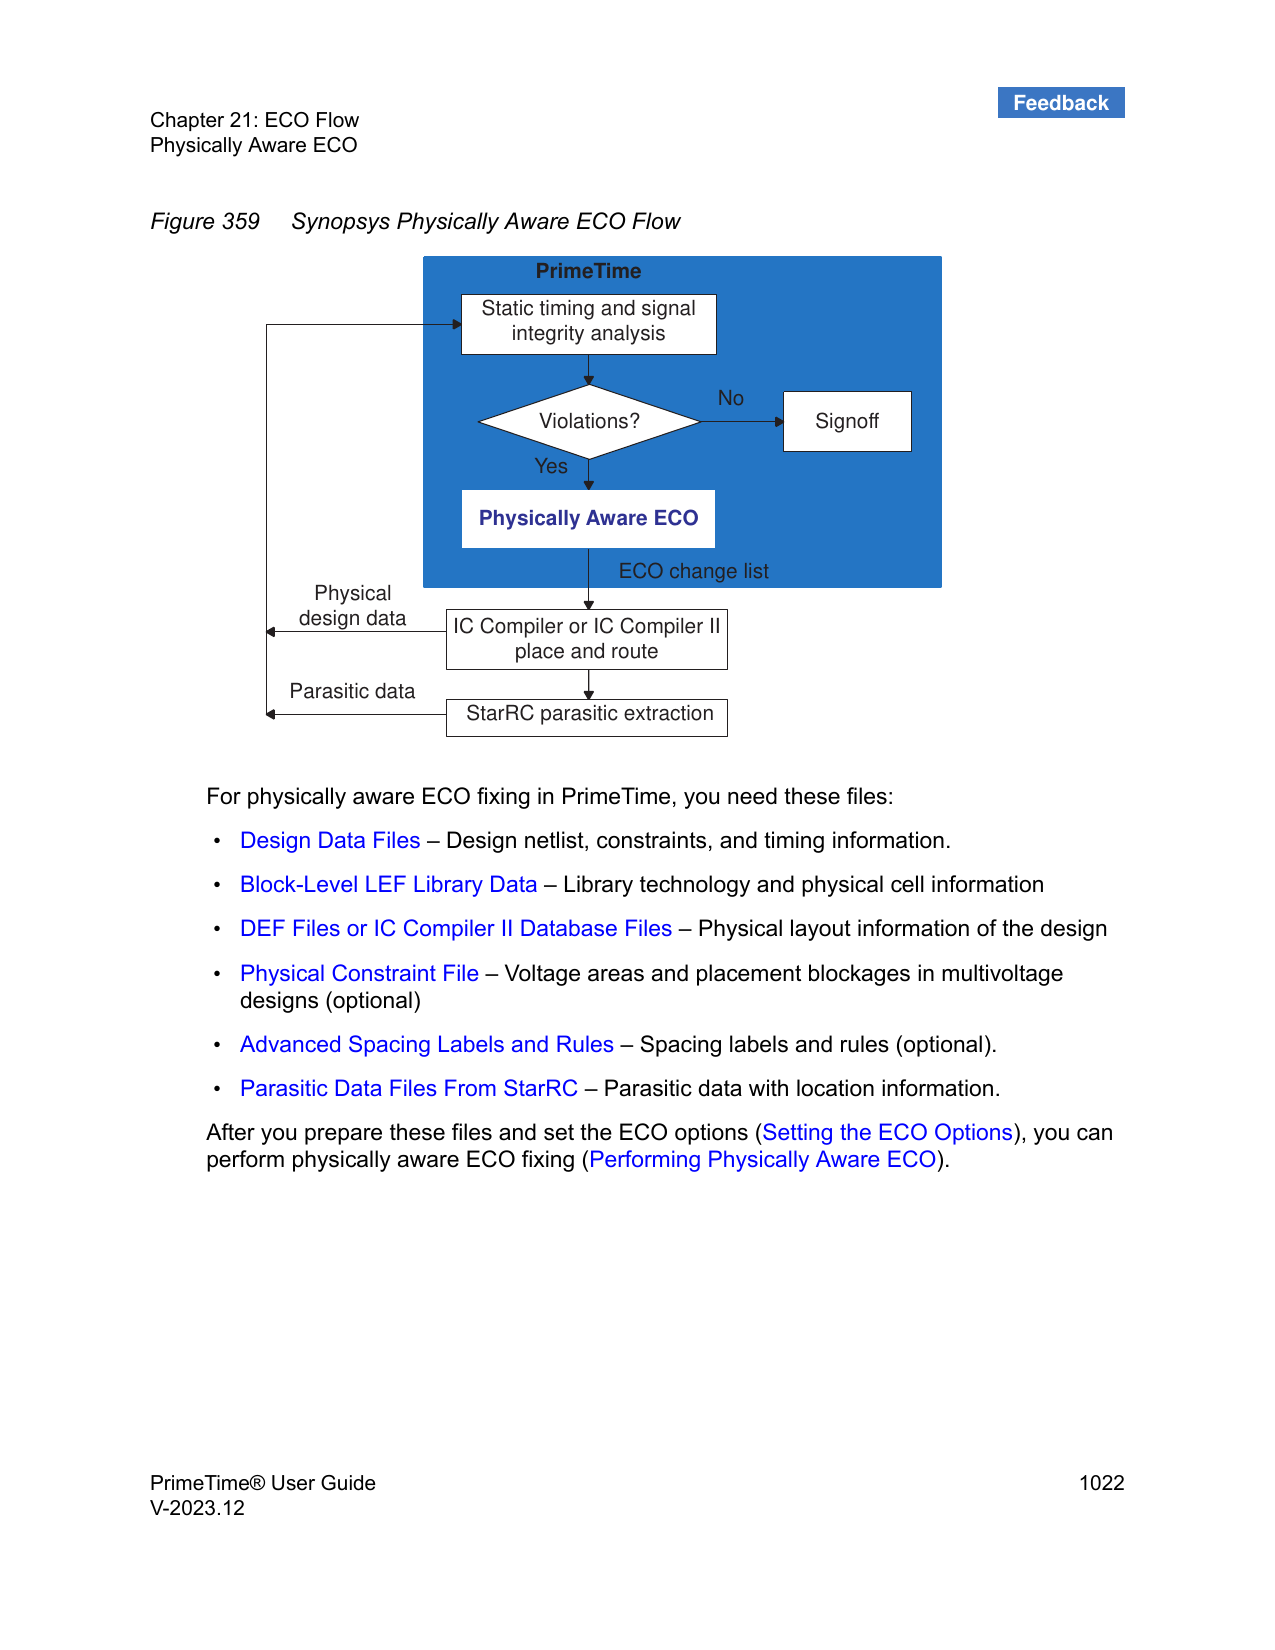 Feedback
Chapter 21: ECO Flow
Physically Aware ECO
Figure 359 Synopsys Physically Aware ECO Flow
PrimeTime
Static timing and signal
integrity analysis
No
Violations?
Signoff
Yes
Physically Aware ECO
ECO change list
Physical
design data
IC Compiler or IC Compiler II
place and route
Parasitic data
StarRC parasitic extraction
For physically aware ECO fixing in PrimeTime, you need these files:
• Design Data Files – Design netlist, constraints, and timing information.
• Block-Level LEF Library Data – Library technology and physical cell information
• DEF Files or IC Compiler II Database Files – Physical layout information of the design
• Physical Constraint File – Voltage areas and placement blockages in multivoltage
designs (optional)
• Advanced Spacing Labels and Rules – Spacing labels and rules (optional).
• Parasitic Data Files From StarRC – Parasitic data with location information.
After you prepare these files and set the ECO options (Setting the ECO Options), you can
perform physically aware ECO fixing (Performing Physically Aware ECO).
PrimeTime® User Guide 1022
V-2023.12